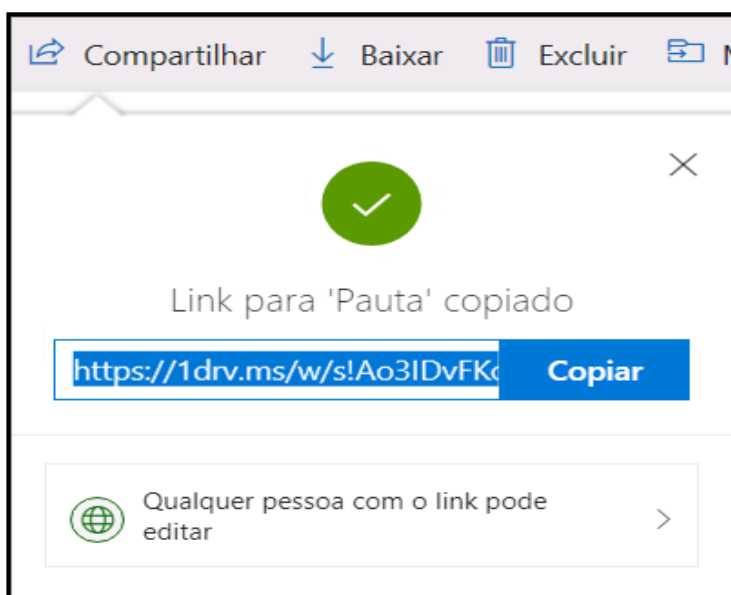 Compartilhar Baixar Excluir
Link para 'Pauta' copiado
https://1drv.ms/w/s!Ao3IDvFK Copiar
Qualquer pessoa com o link pode
editar